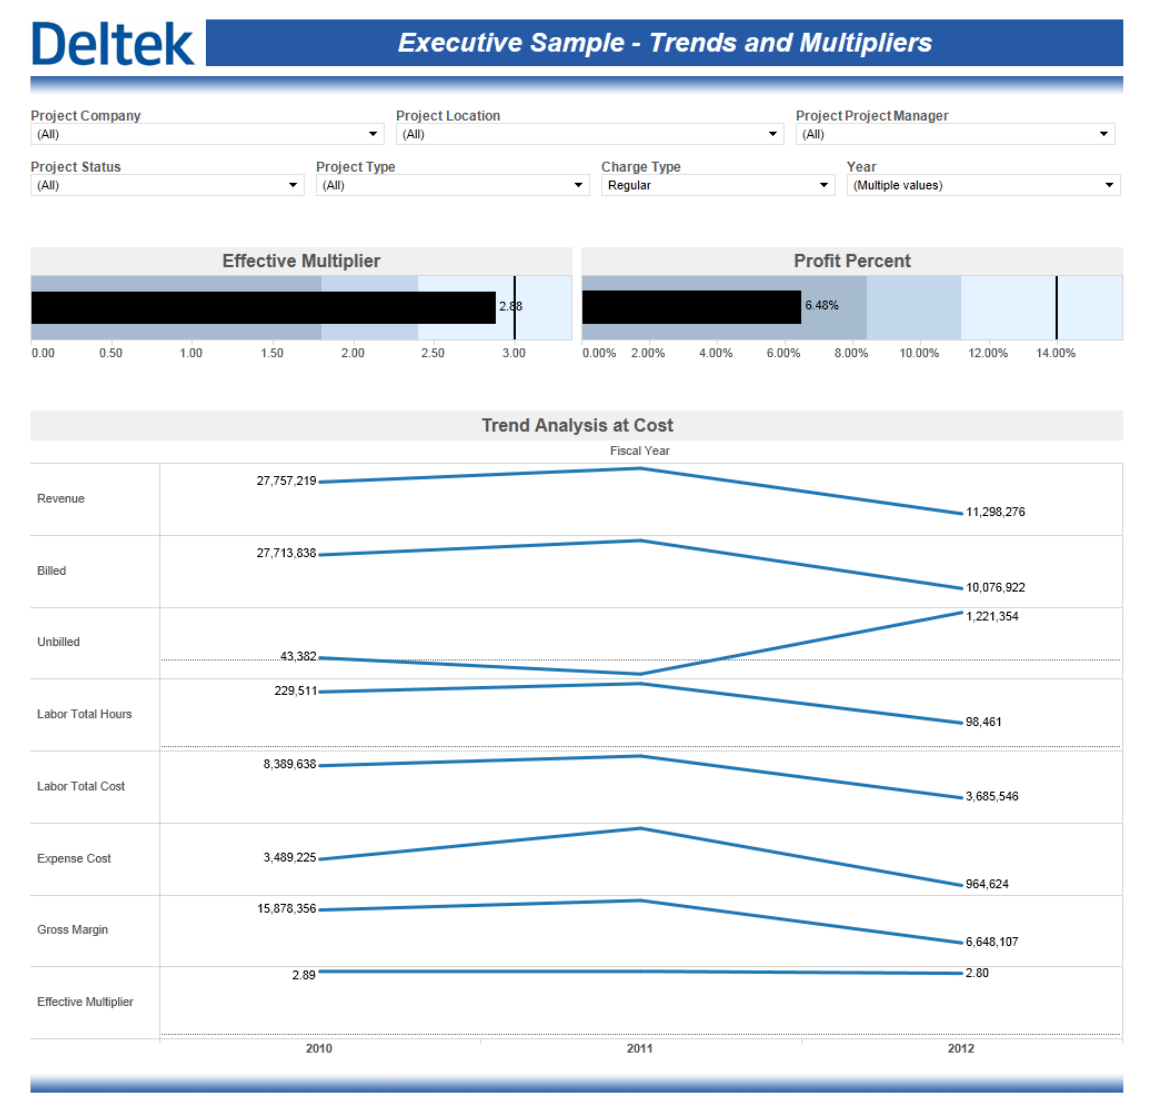 Deltek
Executive Sample - Trends and Multipliers
Project Company Project Location Project Project Manager
(All) (All) (All)
Project Status Project Type Charge Type Year
(All) (All) Regular (Multiple values)
Effective Multiplier Profit Percent
2.88 6.48%
0.00 0.50 1.00 1.50 2.00 2.50 3.00 0.00% 2.00% 4.00% 6.00% 8.00% 10.00% 12.00% 14.00%
Trend Analysis at Cost
Fiscal Year
Revenue 27,757,219 11,298,276
Billed 27,713,838 10,076,922
Unbilled 43,382 1,221,354
Labor Total Hours 229,511 98,461
Labor Total Cost 8,389,638 3,685,546
Expense Cost 3,489,225 964,624
Gross Margin 15,878,356 6,648,107
Effective Multiplier 2.89 2.80
2010 2011 2012